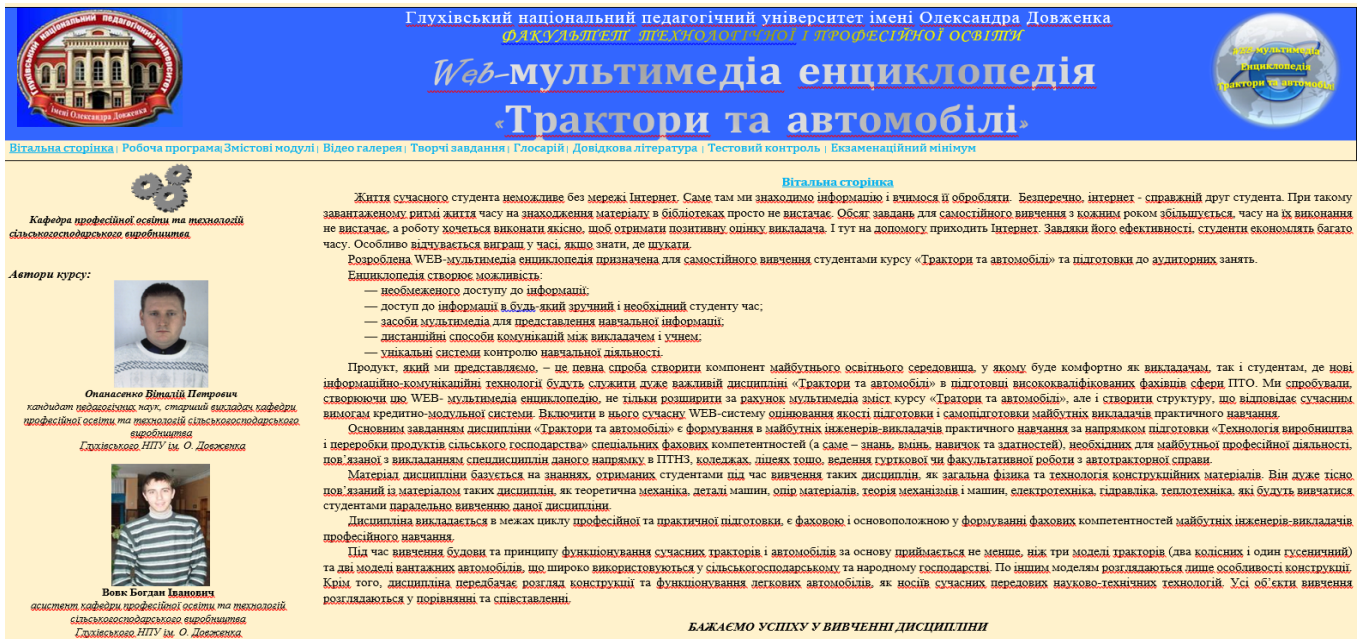 Глухівський національний педагогічний університет імені Олександра Довженка
ФАКУЛЬТЕТ ТЕХНОЛОГІЧНОЇ І ПРОФЕСІЙНОЇ ОСВІТИ
Web-мультимедіа енциклопедія
«Трактори та автомобілі»
Глухівський національний педагогічний університет
імені Олександра Довженка
Web-мультимедіа
Енциклопедія
Трактори та автомобілі
Вітальна сторінка | Робоча програма| Змістові модулі | Відео галерея | Творчі завдання | Глосарій | Довідкова література | Тестовий контроль | Екзаменаційний мінімум
Кафедра професійної освіти та технологій
сільськогосподарського виробництва
Автори курсу:
Опанасенко Віталій Петрович
кандидат педагогічних наук, старший викладач кафедри
професійної освіти та технологій сільськогосподарського
виробництва
Глухівського НПУ ім. О. Довженка
Вовк Богдан Іванович
асистент кафедри професійної освіти та технологій
сільськогосподарського виробництва
Глухівського НПУ ім. О. Довженка
Вітальна сторінка
Життя сучасного студента неможливе без мережі Інтернет. Саме там ми знаходимо інформацію і вчимося її обробляти. Безперечно, інтернет - справжній друг студента. При такому
завантаженому ритмі життя часу на знаходження матеріалу в бібліотеках просто не вистачає. Обсяг завдань для самостійного вивчення з кожним роком збільшується, часу на їх виконання
не вистачає, а роботу хочеться виконати якісно, щоб отримати позитивну оцінку викладача. І тут на допомогу приходить Інтернет. Завдяки його ефективності, студенти економлять багато
часу. Особливо відчувається виграш у часі, якщо знати, де шукати.
Розроблена WEB-мультимедіа енциклопедія призначена для самостійного вивчення студентами курсу «Трактори та автомобілі» та підготовки до аудиторних занять.
Енциклопедія створює можливість:
— необмеженого доступу до інформації;
— доступ до інформації в будь-який зручний і необхідний студенту час;
— засоби мультимедіа для представлення навчальної інформації;
— дистанційні способи комунікацій між викладачем і учнем;
— унікальні системи контролю навчальної діяльності.
Продукт, який ми представляємо, – це певна спроба створити компонент майбутнього освітнього середовища, у якому буде комфортно як викладачам, так і студентам, де нові
інформаційно-комунікаційні технології будуть служити дуже важливій дисципліні «Трактори та автомобілі» в підготовці висококваліфікованих фахівців сфери ПТО. Ми спробували,
створюючи цю WEB- мультимедіа енциклопедію, не тільки розширити за рахунок мультимедіа зміст курсу «Тратори та автомобілі», але і створити структуру, що відповідає сучасним
вимогам кредитно-модульної системи. Включити в нього сучасну WEB-систему оцінювання якості підготовки і самопідготовки майбутніх викладачів практичного навчання.
Основним завданням дисципліни «Трактори та автомобілі» є формування в майбутніх інженерів-викладачів практичного навчання за напрямком підготовки «Технологія виробництва
і переробки продуктів сільського господарства» спеціальних фахових компетентностей (а саме – знань, вмінь, навичок та здатностей), необхідних для майбутньої професійної діяльності,
пов’язаної з викладанням спецдисциплін даного напрямку в ПТНЗ, коледжах, ліцеях тощо, ведення гурткової чи факультативної роботи з автотракторної справи.
Матеріал дисципліни базується на знаннях, отриманих студентами під час вивчення таких дисциплін, як загальна фізика та технологія конструкційних матеріалів. Він дуже тісно
пов’язаний із матеріалом таких дисциплін, як теоретична механіка, деталі машин, опір матеріалів, теорія механізмів і машин, електротехніка, гідравліка, теплотехніка, які будуть вивчатися
студентами паралельно вивченню даної дисципліни.
Дисципліна викладається в межах циклу професійної та практичної підготовки, є фаховою і основоположною у формуванні фахових компетентностей майбутніх інженерів-викладачів
професійного навчання.
Під час вивчення будови та принципу функціонування сучасних тракторів і автомобілів за основу приймається не менше, ніж три моделі тракторів (два колісних і один гусеничний)
та дві моделі вантажних автомобілів, що широко використовуються у сільськогосподарському та народному господарстві. По іншим моделям розглядаються лише особливості конструкції.
Крім того, дисципліна передбачає розгляд конструкції та функціонування легкових автомобілів, як носіїв сучасних передових науково-технічних технологій. Усі об’єкти вивчення
розглядаються у порівнянні та співставленні.
БАЖАЄМО УСПІХУ У ВИВЧЕННІ ДИСЦИПЛІНИ